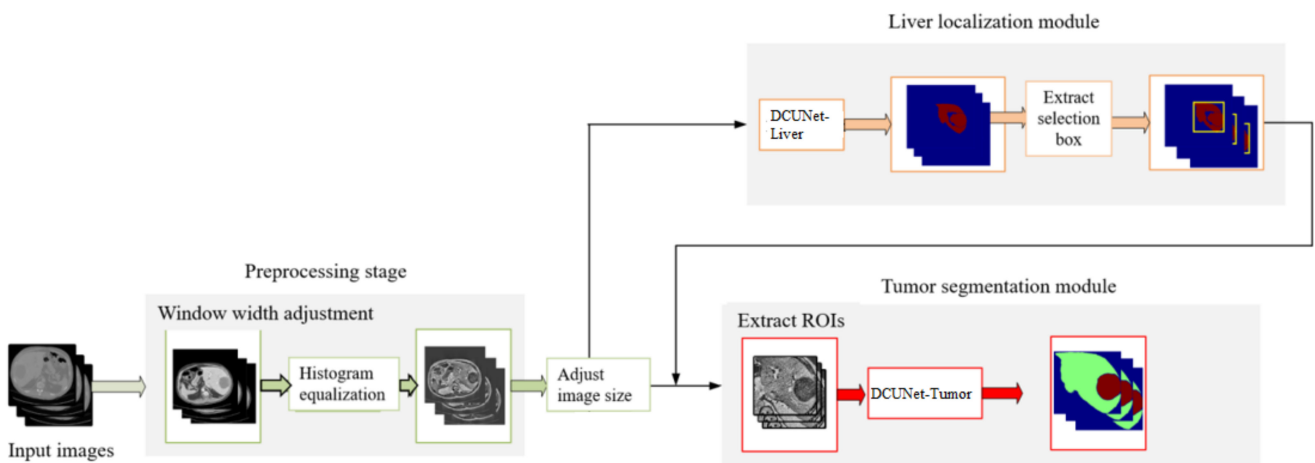 Liver localization module
DCUNet-
Liver
Extract
selection
box
Preprocessing stage
Window width adjustment
Histogram
equalization
Adjust
image size
Input images
Tumor segmentation module
Extract ROIs
DCUNet-Tumor